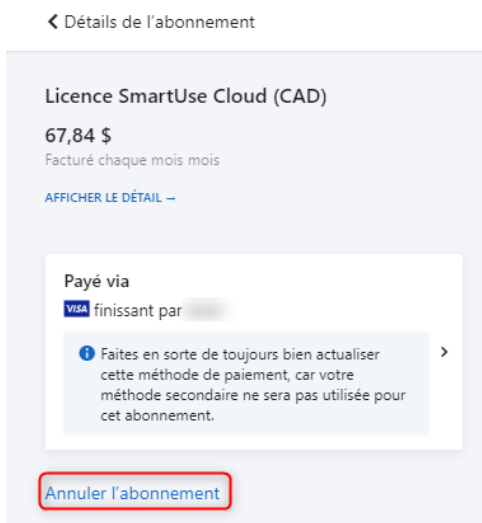 Détails de l'abonnement
Licence SmartUse Cloud (CAD)
67,84 $
Facturé chaque mois mois
AFFICHER LE DÉTAIL →
Payé via
VISA finissant par
Faites en sorte de toujours bien actualiser
cette méthode de paiement, car votre
méthode secondaire ne sera pas utilisée pour
cet abonnement.
Annuler l'abonnement